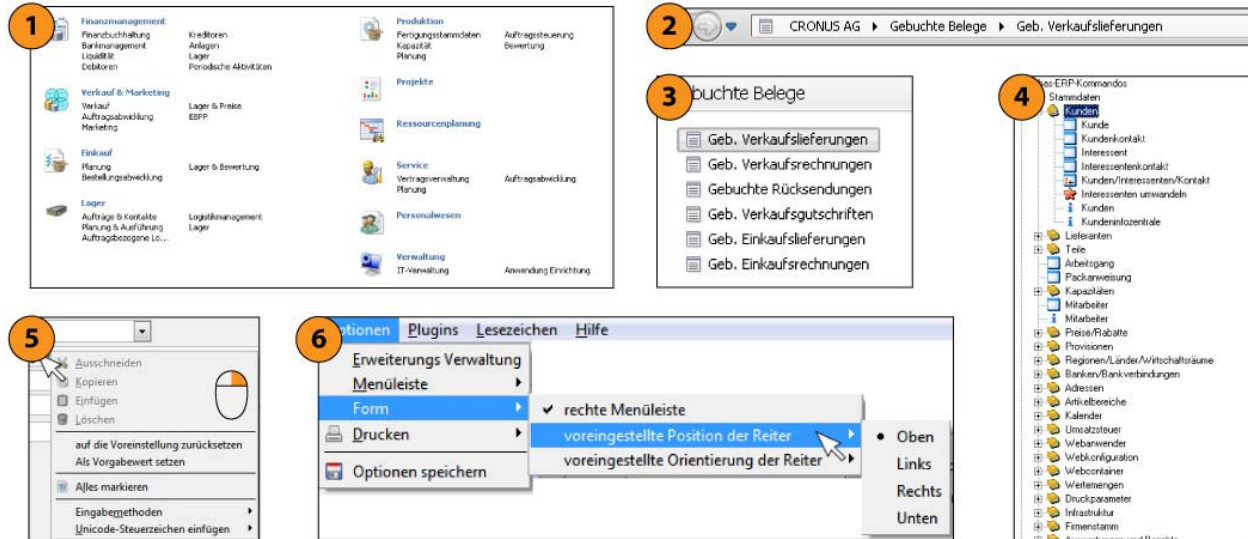 1
Finanzmanagement
Finanzbuchhaltung Kreditoren
Bankmanagement Anlagen
Liquidität Lager
Debitoren Periodische Aktivitäten
Verkauf & Marketing
Verkauf Lager & Preise
Auftragsabwicklung EBPP
Marketing
Einkauf
Planung Lager & Bewertung
Bestellungsabwicklung
Lager
Aufträge & Kontakte Logistikmanagement
Planung & Ausführung Lager
Auftragsbezogene Lo...
Produktion
Fertigungsstammdaten Auftragssteuerung
Kapazität Bewertung
Planung
Projekte
Ressourcenplanung
Service
Vertragsverwaltung Auftragsabwicklung
Planung
Personalwesen
Verwaltung
IT-Verwaltung Anwendung Einrichtung
2
CRONUS AG Gebuchte Belege Geb. Verkaufslieferungen
3
buchte Belege
Geb. Verkaufslieferungen
Geb. Verkaufsrechnungen
Gebuchte Rücksendungen
Geb. Verkaufsgutschriften
Geb. Einkaufslieferungen
Geb. Einkaufsrechnungen
4
bas-ERP-Kommandos
Stammdaten
Kunden
Kunde
Kundenkontakt
Interessent
Interessentenkontakt
Kunden/Interessenten/Kontakt
Interessenten umwandeln
Kunden
Kundeninfozentrale
Lieferanten
Teile
Arbeitsgang
Packanweisung
Kapazitäten
Mitarbeiter
Mitarbeiter
Preise/Rabatte
Provisionen
Regionen/Länder/Wirtschaftsräume
Banken/Bankverbindungen
Adressen
Artikelbereiche
Kalender
Umsatzsteuer
Webanwender
Webkonfiguration
Webcontainer
Wertemengen
Druckparameter
Infrastruktur
Firmenstamm
5
Ausschneiden
Kopieren
Einfügen
Löschen
auf die Voreinstellung zurücksetzen
Als Vorgabewert setzen
Alles markieren
Eingabemethoden
Unicode-Steuerzeichen einfügen
6
ptionen Plugins Lesezeichen Hilfe
Erweiterungs Verwaltung
Menüleiste
Form
Drucken
Optionen speichern
rechte Menüleiste
voreingestellte Position der Reiter
voreingestellte Orientierung der Reiter
Oben
Links
Rechts
Unten